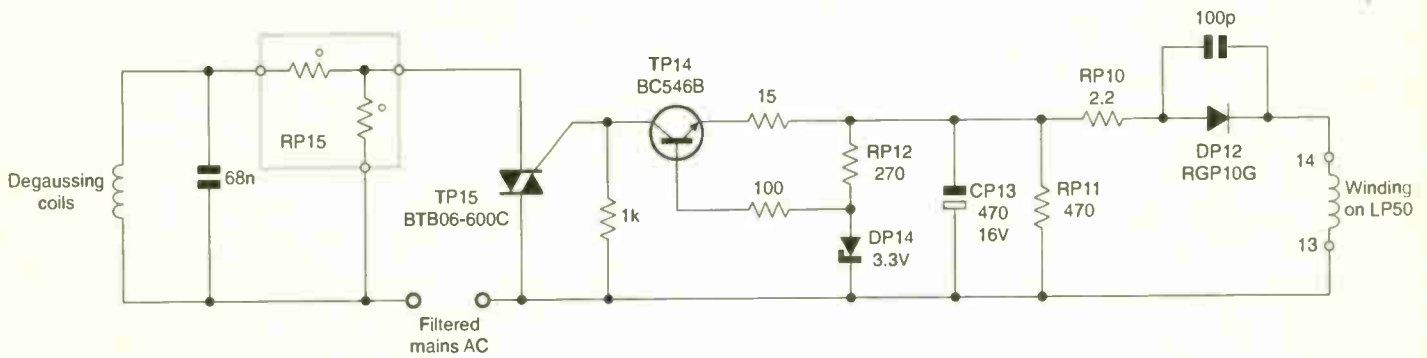 Degaussing
coils
68n
RP15
TP15
BTB06-600C
1k
TP14
BC546B
15
100
RP12
270
DP14
3.3V
CP13
470
16V
RP11
470
RP10
2.2
100p
DP12
RGP10G
14
Winding
on LP50
13
Filtered
mains AC